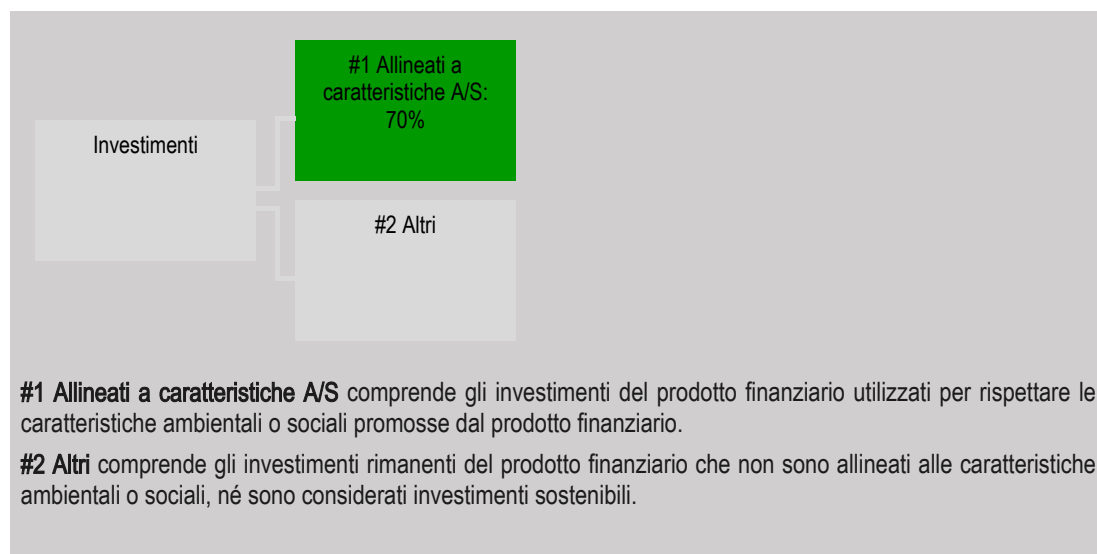 #1 Allineati a
caratteristiche A/S:
70%
Investimenti
#2 Altri
#1 Allineati a caratteristiche A/S comprende gli investimenti del prodotto finanziario utilizzati per rispettare le
caratteristiche ambientali o sociali promosse dal prodotto finanziario.
#2 Altri comprende gli investimenti rimanenti del prodotto finanziario che non sono allineati alle caratteristiche
ambientali o sociali, né sono considerati investimenti sostenibili.